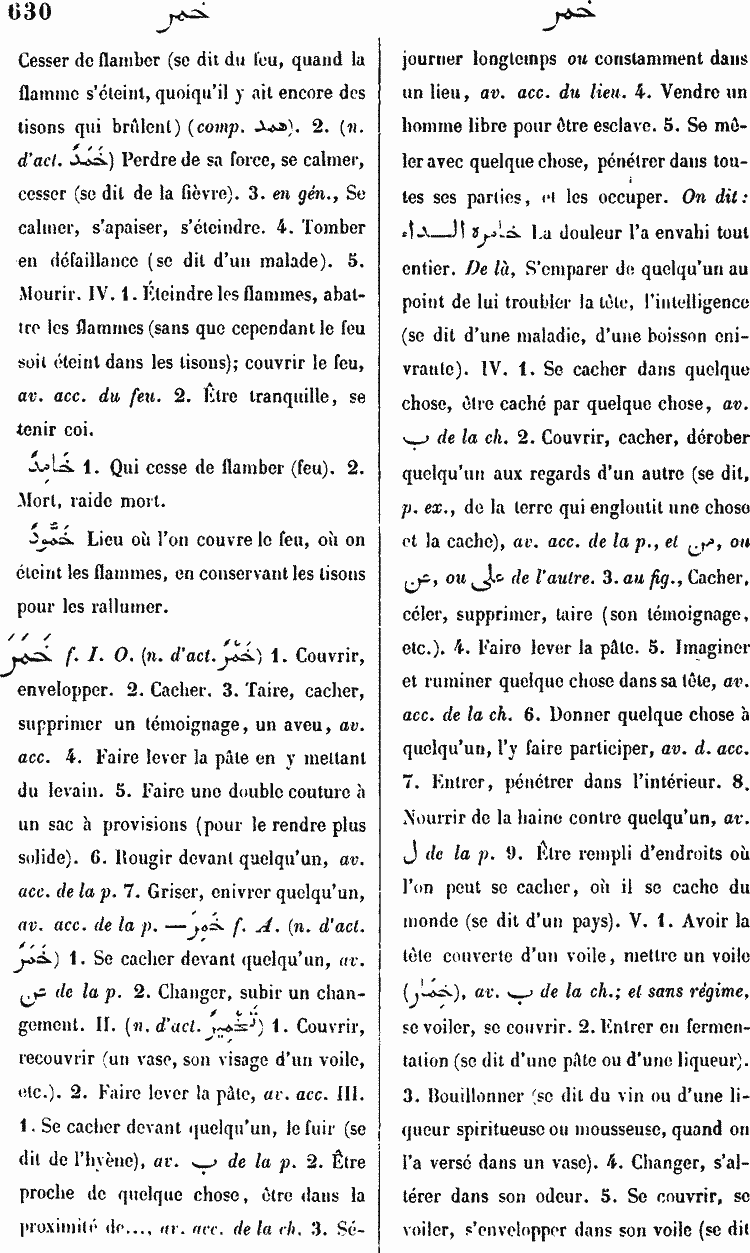 630 خمر خمر
Cesser de flamber (se dit du feu, quand la
flamme s'éteint, quoiqu'il y ait encore des
tisons qui brûlent) (comp. همد). 2. (n.
d'act. خَمَدٌ) Perdre de sa force, se calmer,
cesser (se dit de la fièvre). 3. en gén., Se
calmer, s'apaiser, s'éteindre. 4. Tomber
en défaillance (se dit d'un malade). 5.
Mourir. IV. 1. Éteindre les flammes, abat-
tre les flammes (sans que cependant le feu
soit éteint dans les tisons); couvrir le feu,
av. acc. du feu. 2. Être tranquille, se
tenir coi.
خَامِدٌ 1. Qui cesse de flamber (feu). 2.
Mort, raide mort.
خَمُّودٌ Lieu où l'on couvre le feu, où on
éteint les flammes, en conservant les tisons
pour les rallumer.
خَمَرَ f. I. O. (n. d'act. خَمْرٌ) 1. Couvrir,
envelopper. 2. Cacher. 3. Taire, cacher,
supprimer un témoignage, un aveu, av.
acc. 4. Faire lever la pâte en y mettant
du levain. 5. Faire une double couture à
un sac à provisions (pour le rendre plus
solide). 6. Rougir devant quelqu'un, av.
acc. de la p. 7. Griser, enivrer quelqu'un,
av. acc. de la p. — خَمِرَ f. A. (n. d'act.
خَمَرٌ) 1. Se cacher devant quelqu'un, av.
عن de la p. 2. Changer, subir un chan-
gement. II. (n. d'act. تَخْمِيرٌ) 1. Couvrir,
recouvrir (un vase, son visage d'un voile,
etc.). 2. Faire lever la pâte, av. acc. III.
1. Se cacher devant quelqu'un, le fuir (se
dit de l'hyène), av. ب de la p. 2. Être
proche de quelque chose, être dans la
proximité de..., av. acc. de la ch. 3. Sé-
journer longtemps ou constamment dans
un lieu, av. acc. du lieu. 4. Vendre un
homme libre pour être esclave. 5. Se mê-
ler avec quelque chose, pénétrer dans tou-
tes ses parties, et les occuper. On dit:
خامره الـداء La douleur l'a envahi tout
entier. De là, S'emparer de quelqu'un au
point de lui troubler la tête, l'intelligence
(se dit d'une maladie, d'une boisson eni-
vrante). IV. 1. Se cacher dans quelque
chose, être caché par quelque chose, av.
ب de la ch. 2. Couvrir, cacher, dérober
quelqu'un aux regards d'un autre (se dit,
p. ex., de la terre qui engloutit une chose
et la cache), av. acc. de la p., et من, ou
عن, ou على de l'autre. 3. au fig., Cacher,
céler, supprimer, taire (son témoignage,
etc.). 4. Faire lever la pâte. 5. Imaginer
et ruminer quelque chose dans sa tête, av.
acc. de la ch. 6. Donner quelque chose à
quelqu'un, l'y faire participer, av. d. acc.
7. Entrer, pénétrer dans l'intérieur. 8.
Nourrir de la haine contre quelqu'un, av.
ل de la p. 9. Être rempli d'endroits où
l'on peut se cacher, où il se cache du
monde (se dit d'un pays). V. 1. Avoir la
tête couverte d'un voile, mettre un voile
(خمار), av. ب de la ch.; et sans régime,
se voiler, se couvrir. 2. Entrer en fermen-
tation (se dit d'une pâte ou d'une liqueur).
3. Bouillonner (se dit du vin ou d'une li-
queur spiritueuse ou mousseuse, quand on
l'a versé dans un vase). 4. Changer, s'al-
térer dans son odeur. 5. Se couvrir, se
voiler, s'envelopper dans son voile (se dit